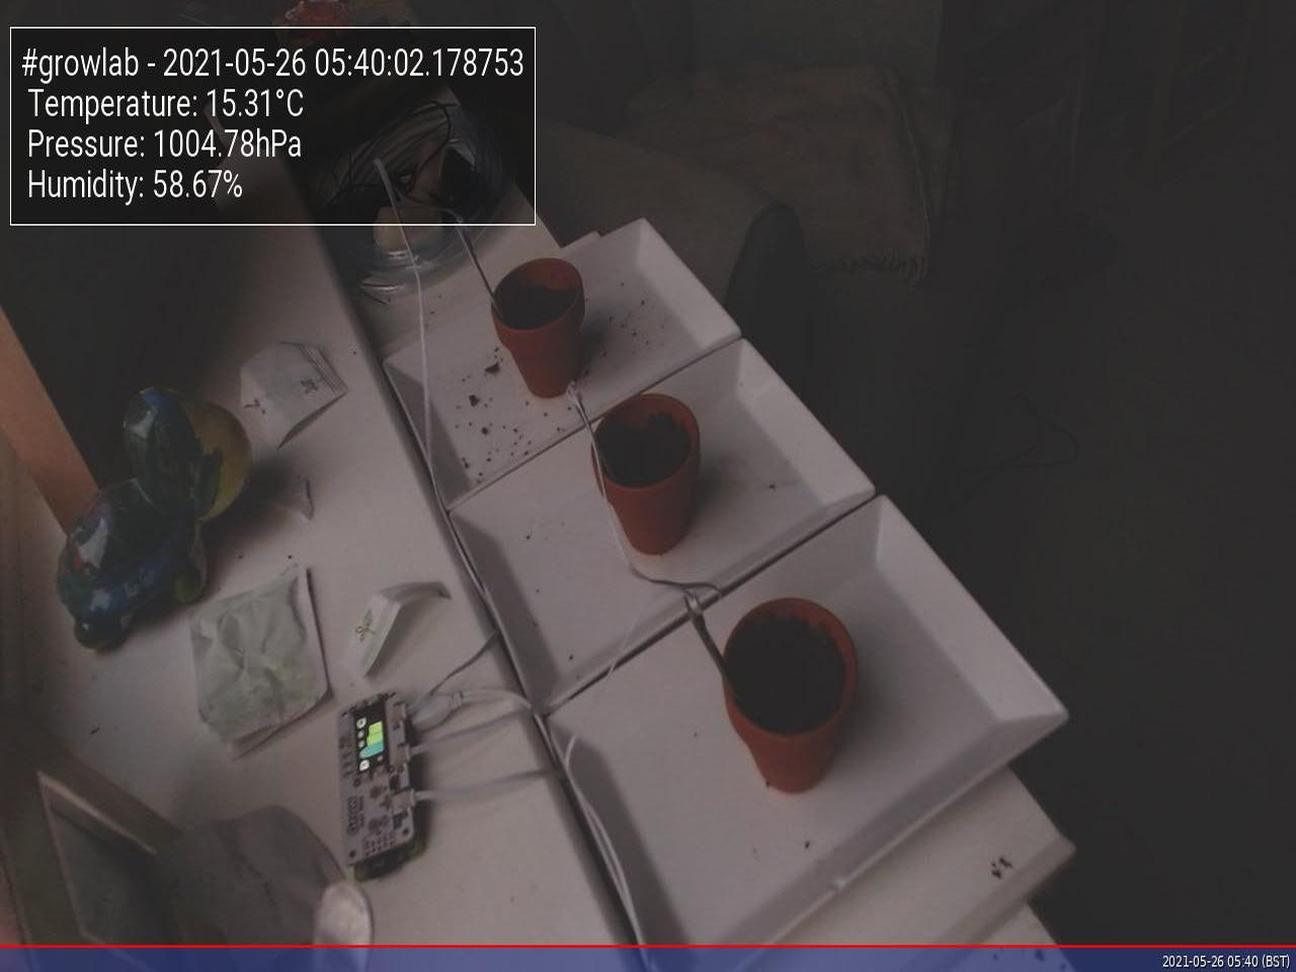 #growlab - 2021-05-26 05:40:02.178753
Temperature: 15.31°C
Pressure: 1004.78hPa
Humidity: 58.67%
2021-05-26 05:40 (BST)